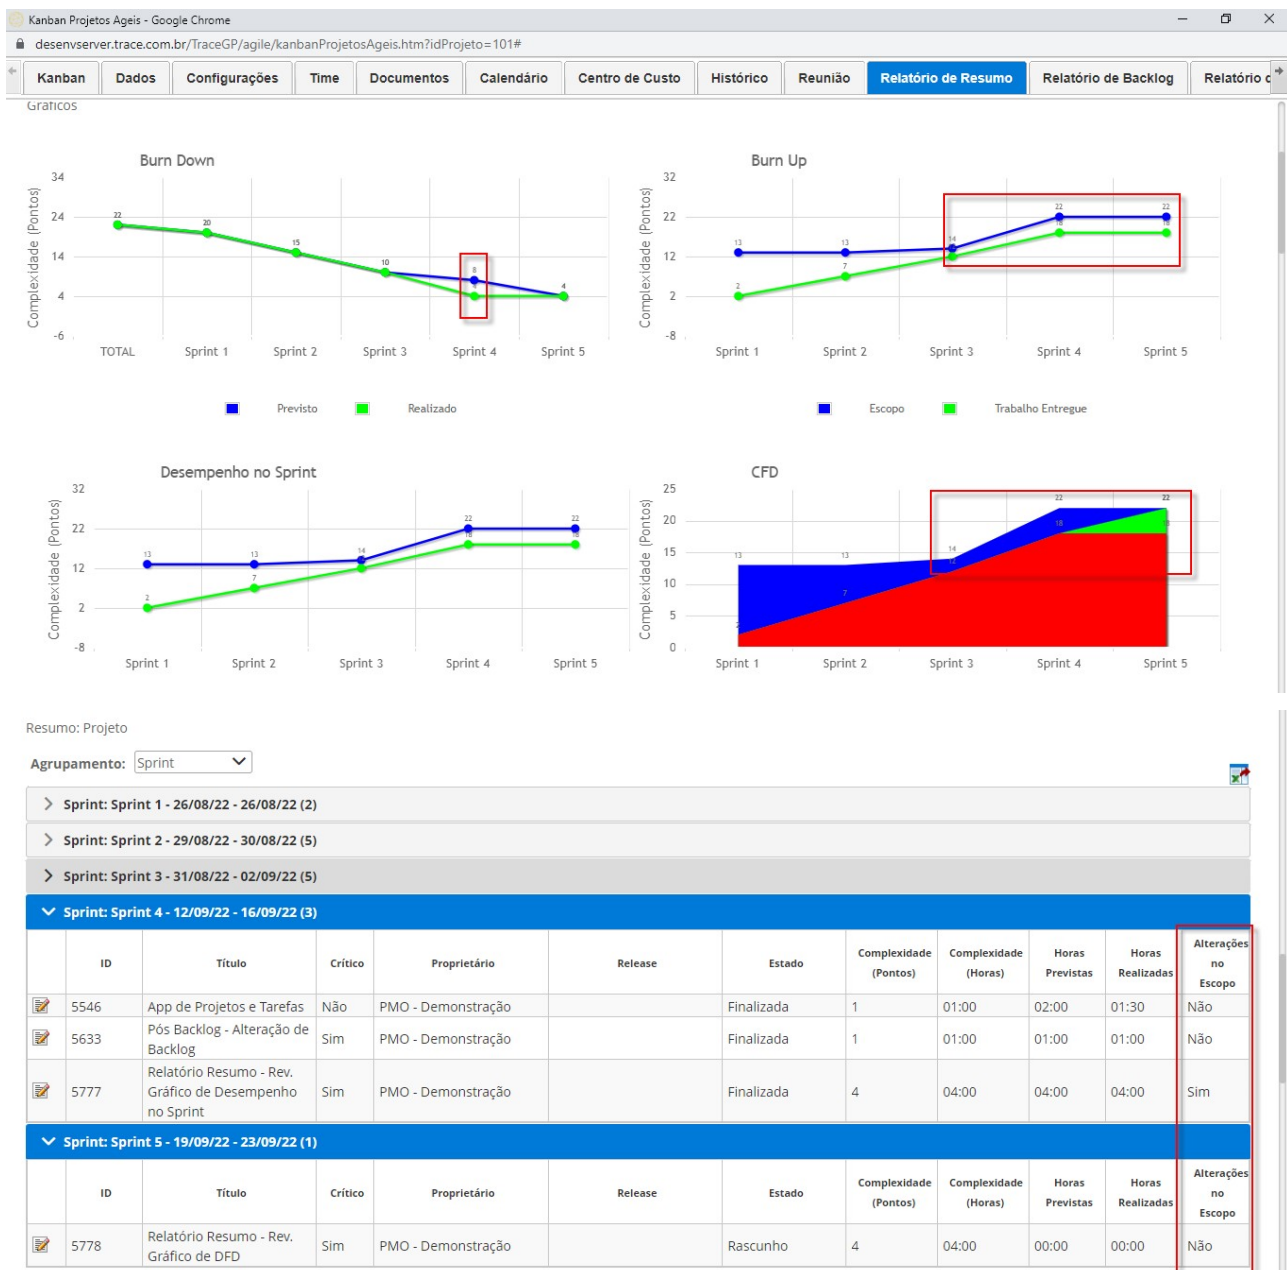 Kanban Projetos Ageis - Google Chrome
desenvserver.trace.com.br/TraceGP/agile/kanbanProjetosAgeis.htm?idProjeto=101#
Kanban Dados Configurações Time Documentos Calendário Centro de Custo Histórico Reunião Relatório de Resumo Relatório de Backlog Relatório d
Gráficos
Burn Down
34
24
14
4
-6
Complexidade (Pontos)
22
20
15
10
8
4
TOTAL Sprint 1 Sprint 2 Sprint 3 Sprint 4 Sprint 5
Previsto Realizado
Burn Up
32
22
12
2
-8
Complexidade (Pontos)
13 13 14 22 22
2 7 18 18
Sprint 1 Sprint 2 Sprint 3 Sprint 4 Sprint 5
Escopo Trabalho Entregue
Desempenho no Sprint
32
22
12
2
-8
Complexidade (Pontos)
13 13 14 22 22
2 7 18 18
Sprint 1 Sprint 2 Sprint 3 Sprint 4 Sprint 5
CFD
25
20
15
10
5
0
Complexidade (Pontos)
13 13 14 22 22
2 7 12 18
Sprint 1 Sprint 2 Sprint 3 Sprint 4 Sprint 5
Resumo: Projeto
Agrupamento: Sprint
Sprint: Sprint 1 - 26/08/22 - 26/08/22 (2)
Sprint: Sprint 2 - 29/08/22 - 30/08/22 (5)
Sprint: Sprint 3 - 31/08/22 - 02/09/22 (5)
Sprint: Sprint 4 - 12/09/22 - 16/09/22 (3)
ID Título Crítico Proprietário Release Estado Complexidade (Pontos) Complexidade (Horas) Horas Previstas Horas Realizadas Alterações no Escopo
5546 App de Projetos e Tarefas Não PMO - Demonstração Finalizada 1 01:00 02:00 01:30 Não
5633 Pós Backlog - Alteração de Backlog Sim PMO - Demonstração Finalizada 1 01:00 01:00 01:00 Não
5777 Relatório Resumo - Rev. Gráfico de Desempenho no Sprint Sim PMO - Demonstração Finalizada 4 04:00 04:00 04:00 Sim
Sprint: Sprint 5 - 19/09/22 - 23/09/22 (1)
ID Título Crítico Proprietário Release Estado Complexidade (Pontos) Complexidade (Horas) Horas Previstas Horas Realizadas Alterações no Escopo
5778 Relatório Resumo - Rev. Gráfico de DFD Sim PMO - Demonstração Rascunho 4 04:00 00:00 00:00 Não